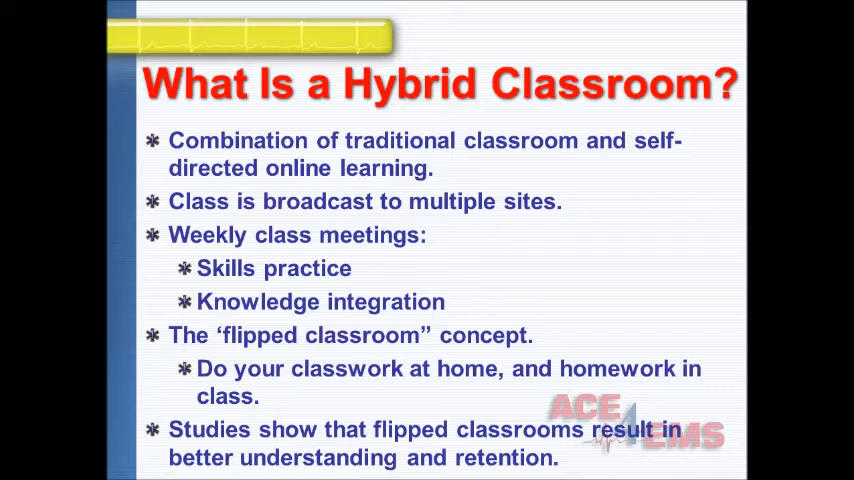 What Is a Hybrid Classroom?
Combination of traditional classroom and self-
directed online learning.
Class is broadcast to multiple sites.
Weekly class meetings:
Skills practice
Knowledge integration
The ‘flipped classroom” concept.
Do your classwork at home, and homework in
class.
Studies show that flipped classrooms result in
better understanding and retention.
ACE
4EMS